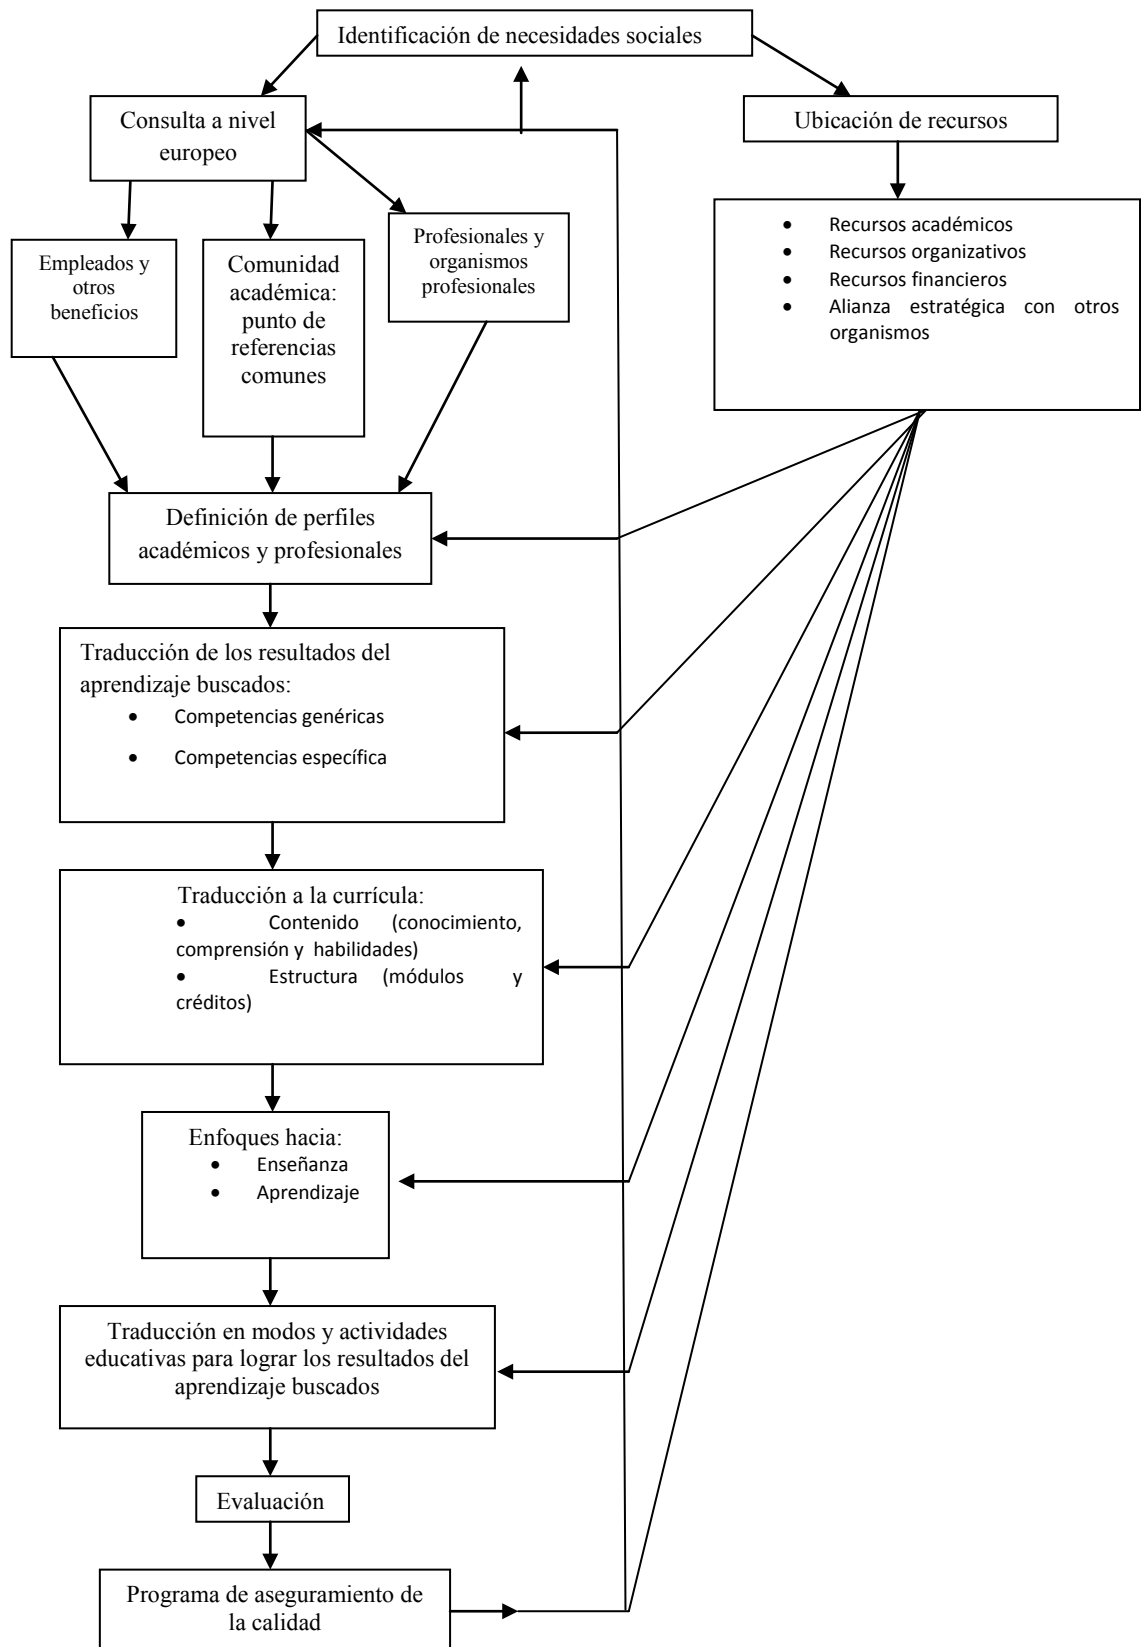 Identificación de necesidades sociales
Consulta a nivel
europeo
Ubicación de recursos
Empleados y
otros
beneficios
Comunidad
académica:
punto de
referencias
comunes
Profesionales y
organismos
profesionales
• Recursos académicos
• Recursos organizativos
• Recursos financieros
• Alianza estratégica con otros
organismos
Definición de perfiles
académicos y profesionales
Traducción de los resultados del
aprendizaje buscados:
• Competencias genéricas
• Competencias específica
Traducción a la currícula:
• Contenido (conocimiento,
comprensión y habilidades)
• Estructura (módulos y
créditos)
Enfoques hacia:
• Enseñanza
• Aprendizaje
Traducción en modos y actividades
educativas para lograr los resultados del
aprendizaje buscados
Evaluación
Programa de aseguramiento de
la calidad